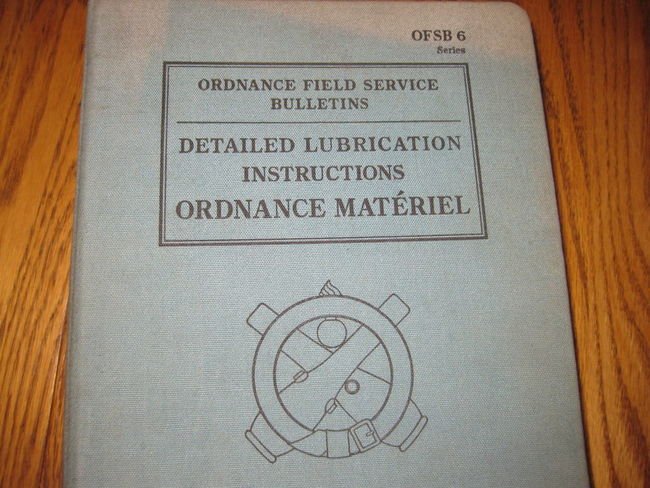 OFSB 6
Series
ORDNANCE FIELD SERVICE
BULLETINS
DETAILED LUBRICATION
INSTRUCTIONS
ORDNANCE MATÉRIEL